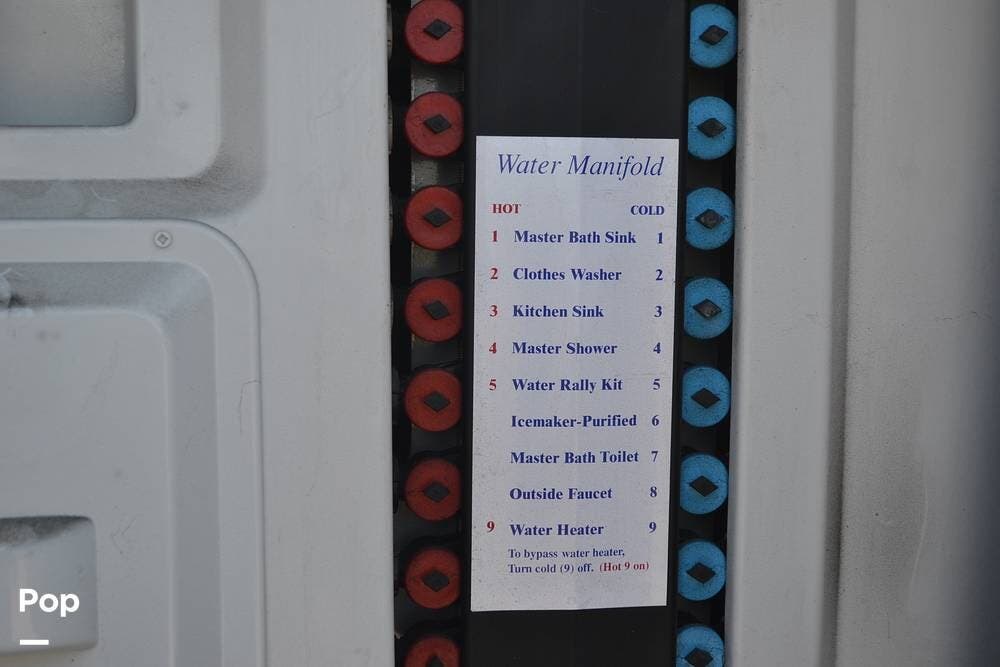 Water Manifold
HOT COLD
1 Master Bath Sink 1
2 Clothes Washer 2
3 Kitchen Sink 3
4 Master Shower 4
5 Water Rally Kit 5
Icemaker-Purified 6
Master Bath Toilet 7
Outside Faucet 8
9 Water Heater 9
To bypass water heater,
Turn cold (9) off. (Hot 9 on)
Pop